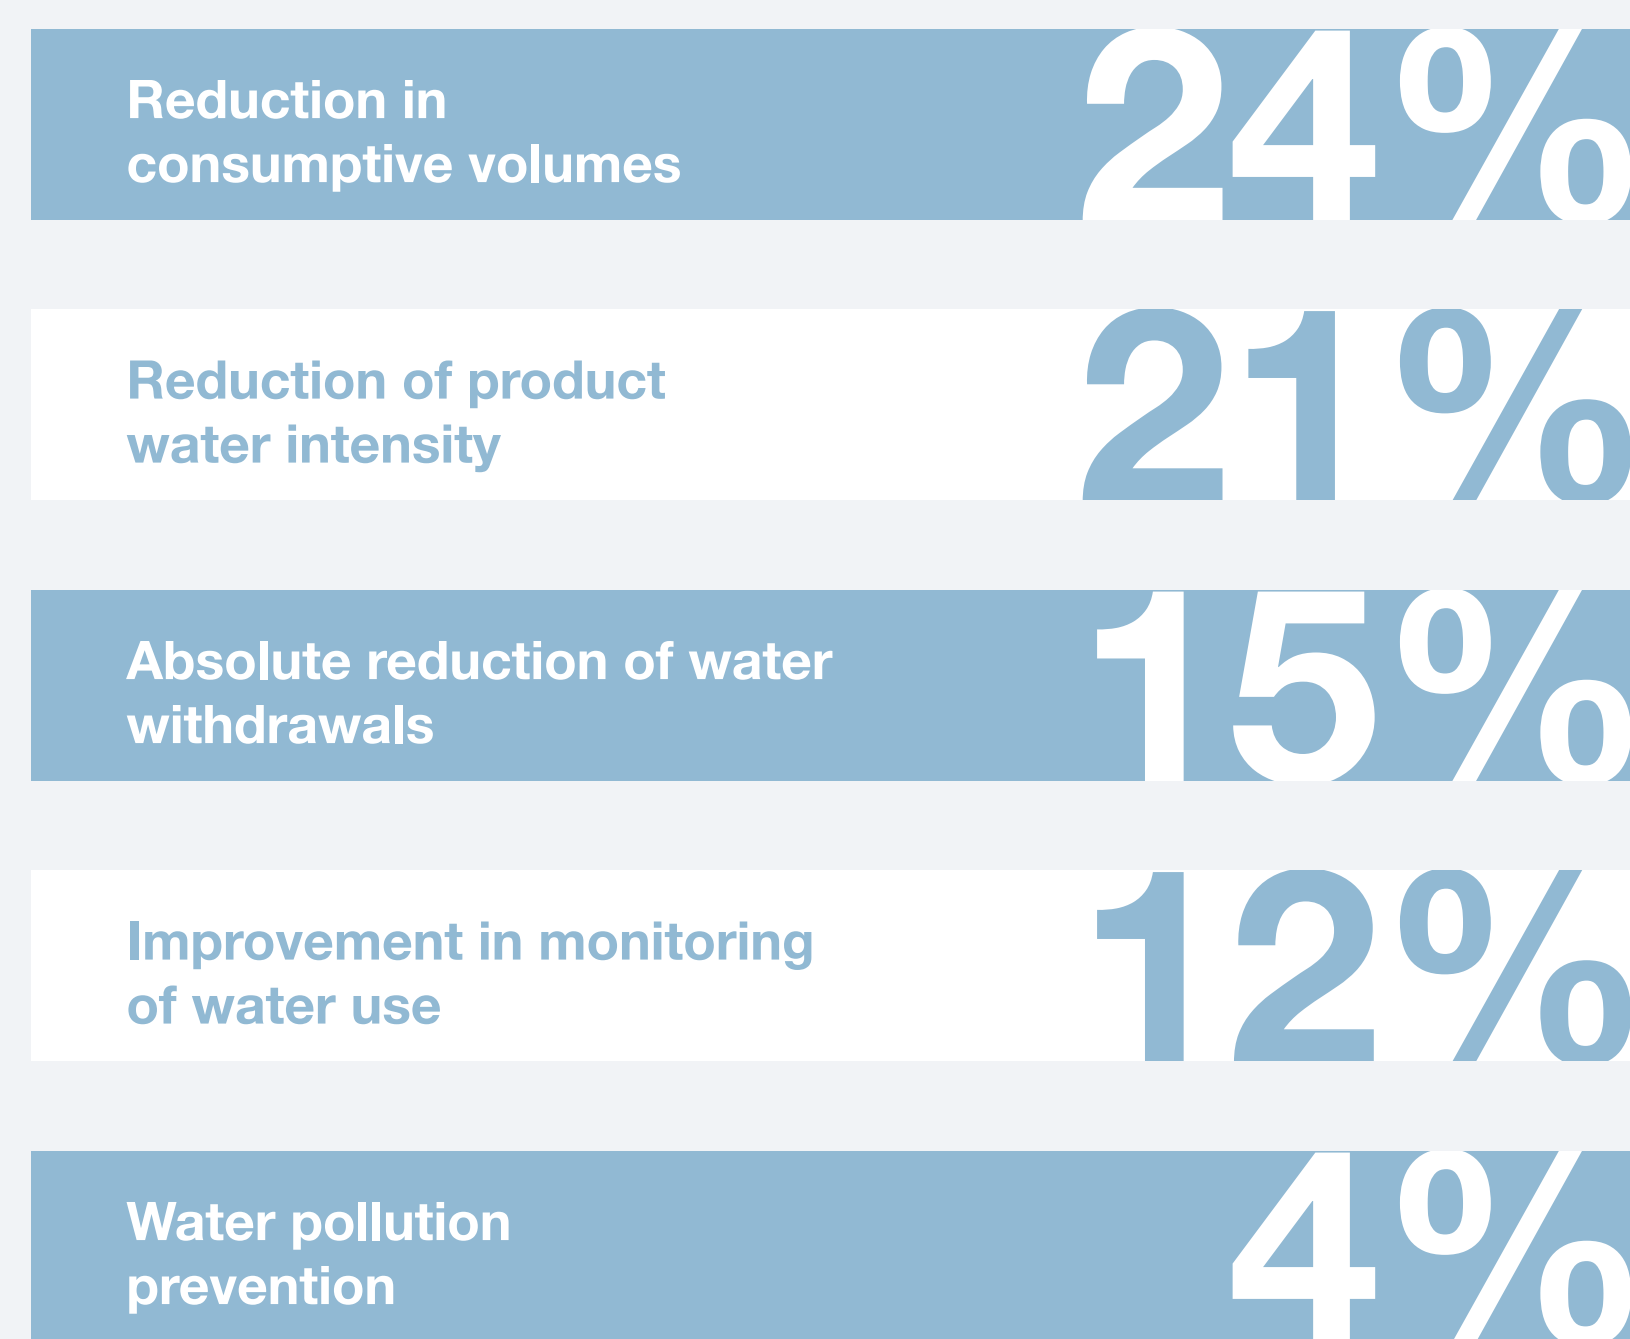 Reduction in
consumptive volumes
24%
Reduction of product
water intensity
21%
Absolute reduction of water
withdrawals
15%
Improvement in monitoring
of water use
12%
Water pollution
prevention
4%